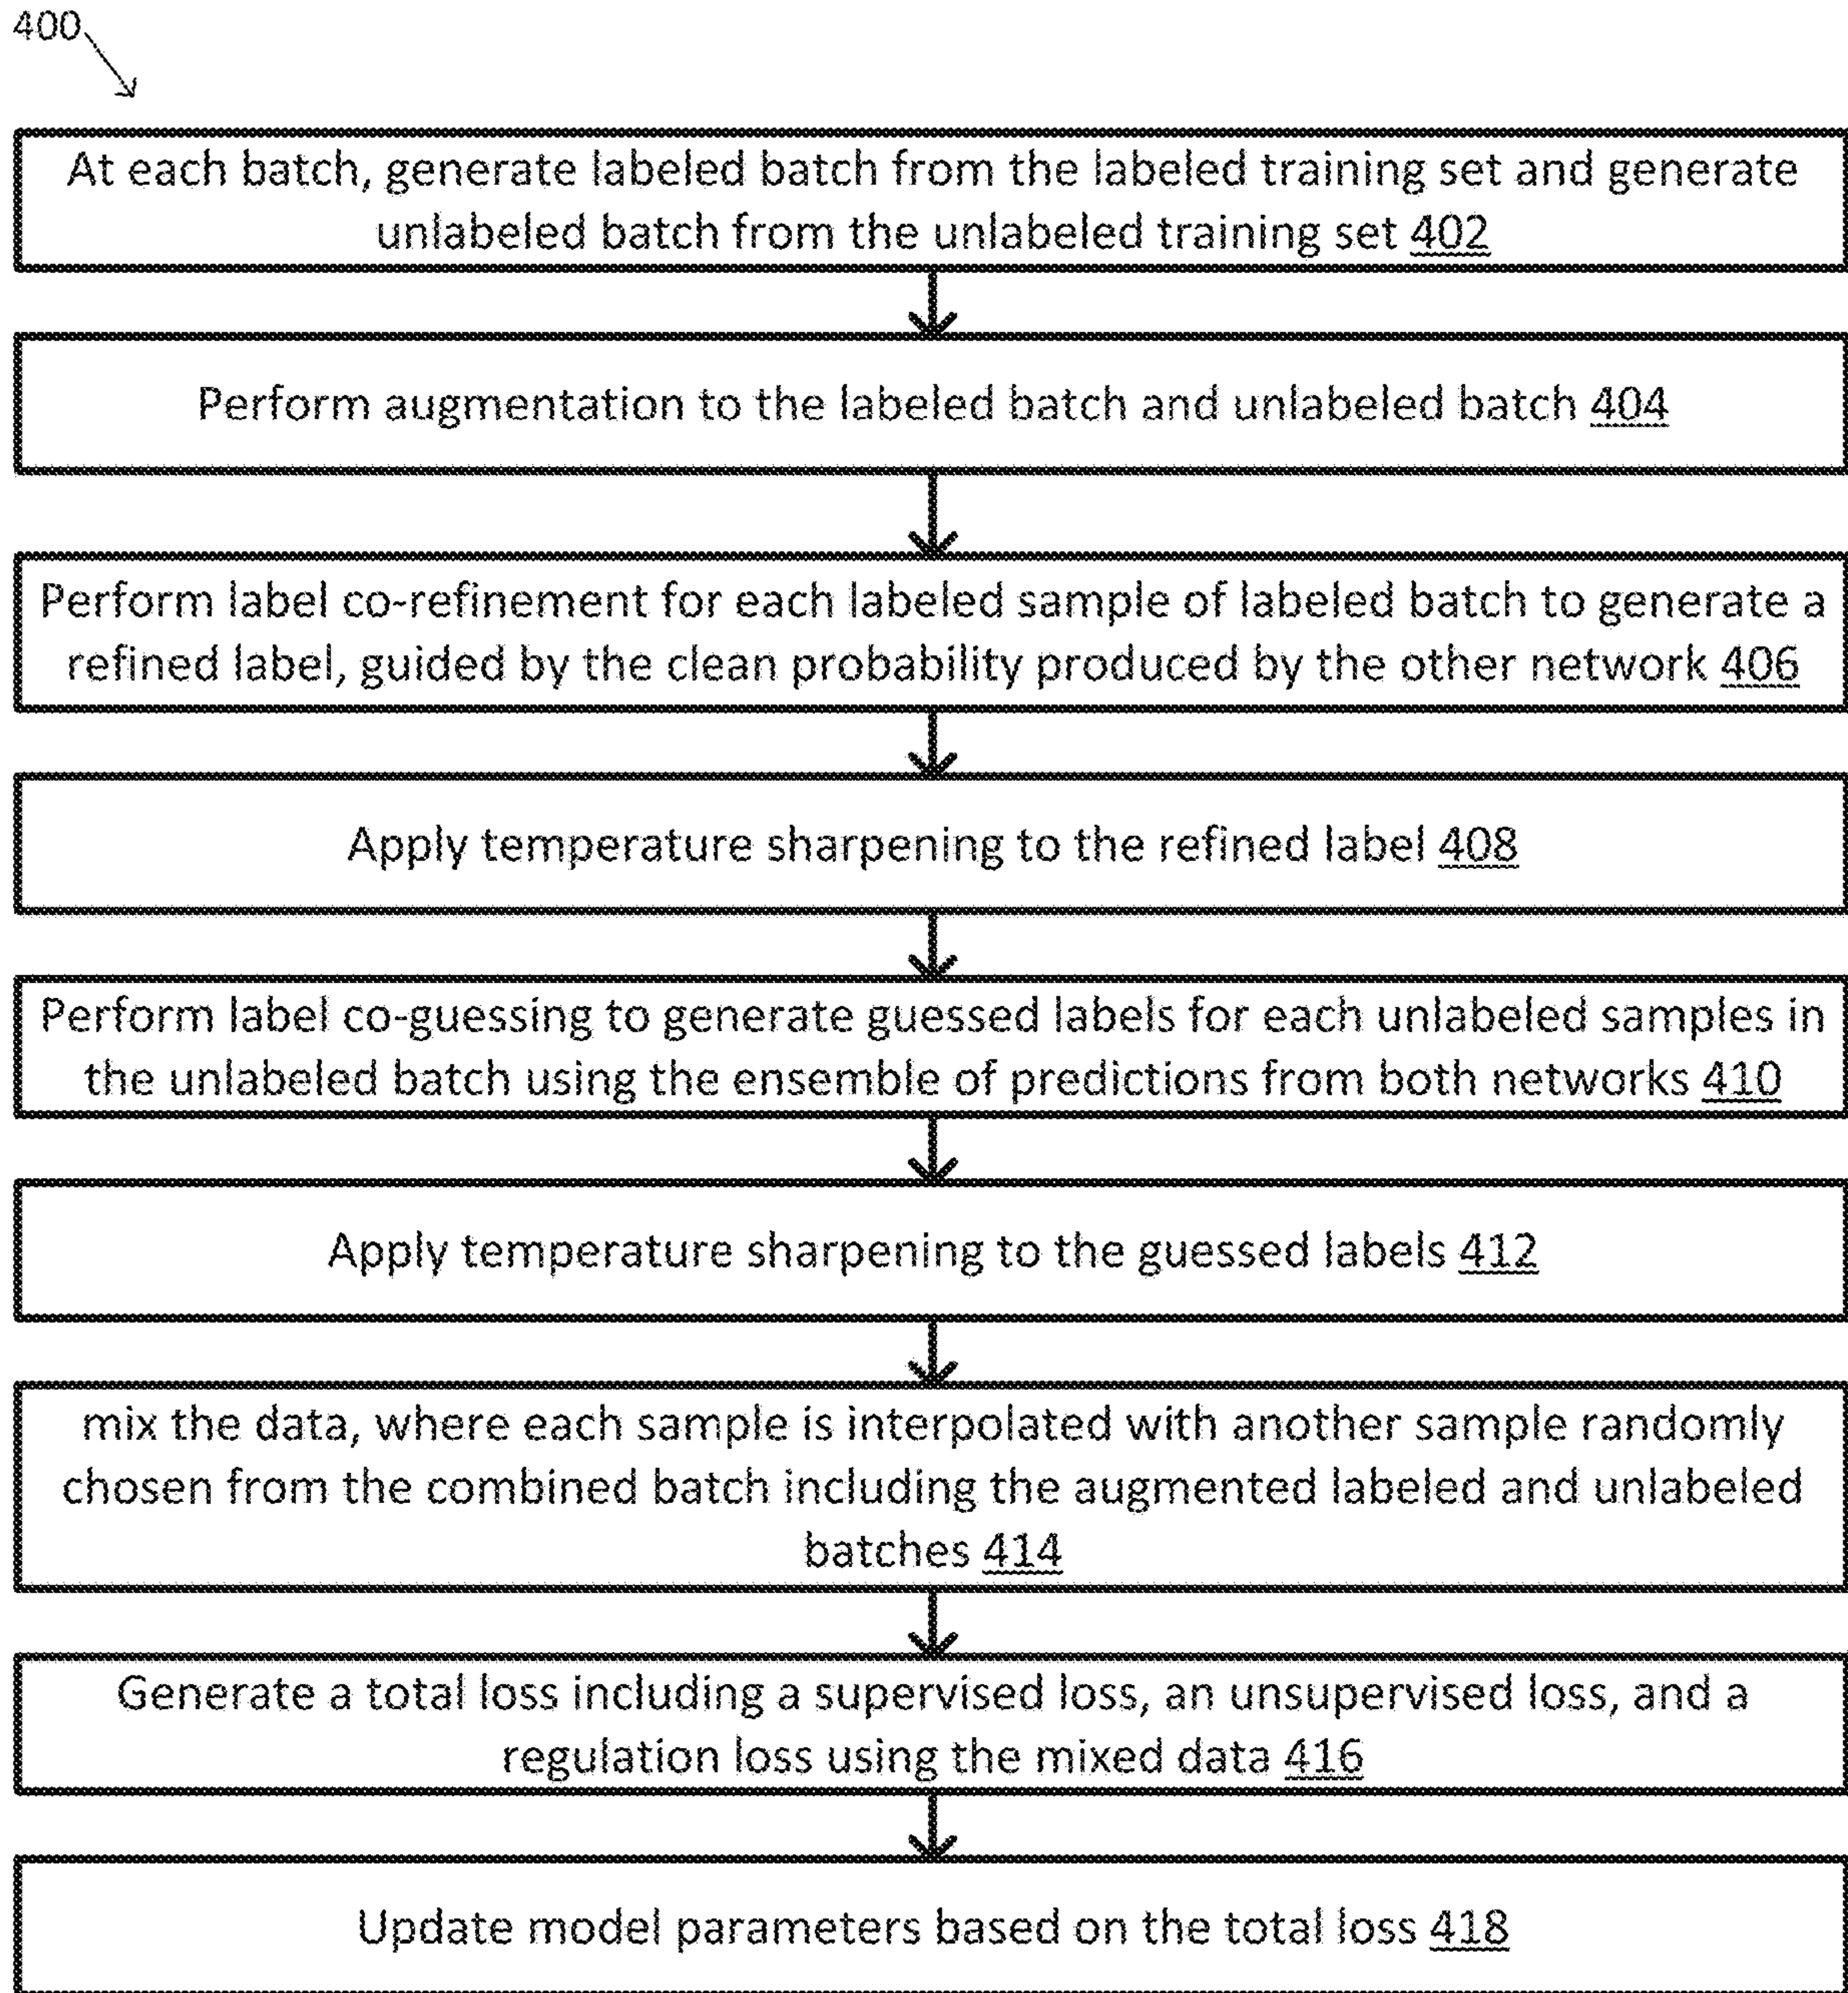 400
At each batch, generate labeled batch from the labeled training set and generate
unlabeled batch from the unlabeled training set 402
Perform augmentation to the labeled batch and unlabeled batch 404
Perform label co-refinement for each labeled sample of labeled batch to generate a
refined label, guided by the clean probability produced by the other network 406
Apply temperature sharpening to the refined label 408
Perform label co-guessing to generate guessed labels for each unlabeled samples in
the unlabeled batch using the ensemble of predictions from both networks 410
Apply temperature sharpening to the guessed labels 412
mix the data, where each sample is interpolated with another sample randomly
chosen from the combined batch including the augmented labeled and unlabeled
batches 414
Generate a total loss including a supervised loss, an unsupervised loss, and a
regulation loss using the mixed data 416
Update model parameters based on the total loss 418